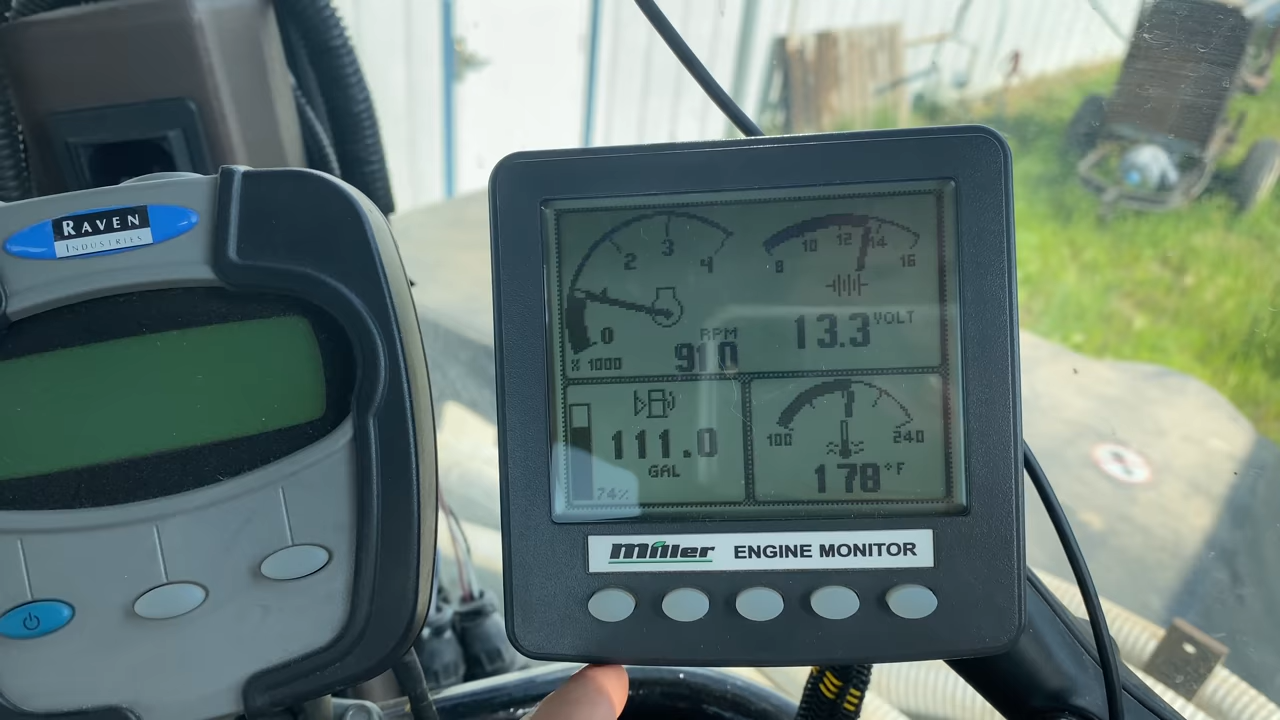 RAVEN
INDUSTRIES
0
2
3
4
X 1000
RPM
910
8
10
12
14
16
13.3 VOLT
111.0
GAL
74%
100
240
178 °F
Miller ENGINE MONITOR